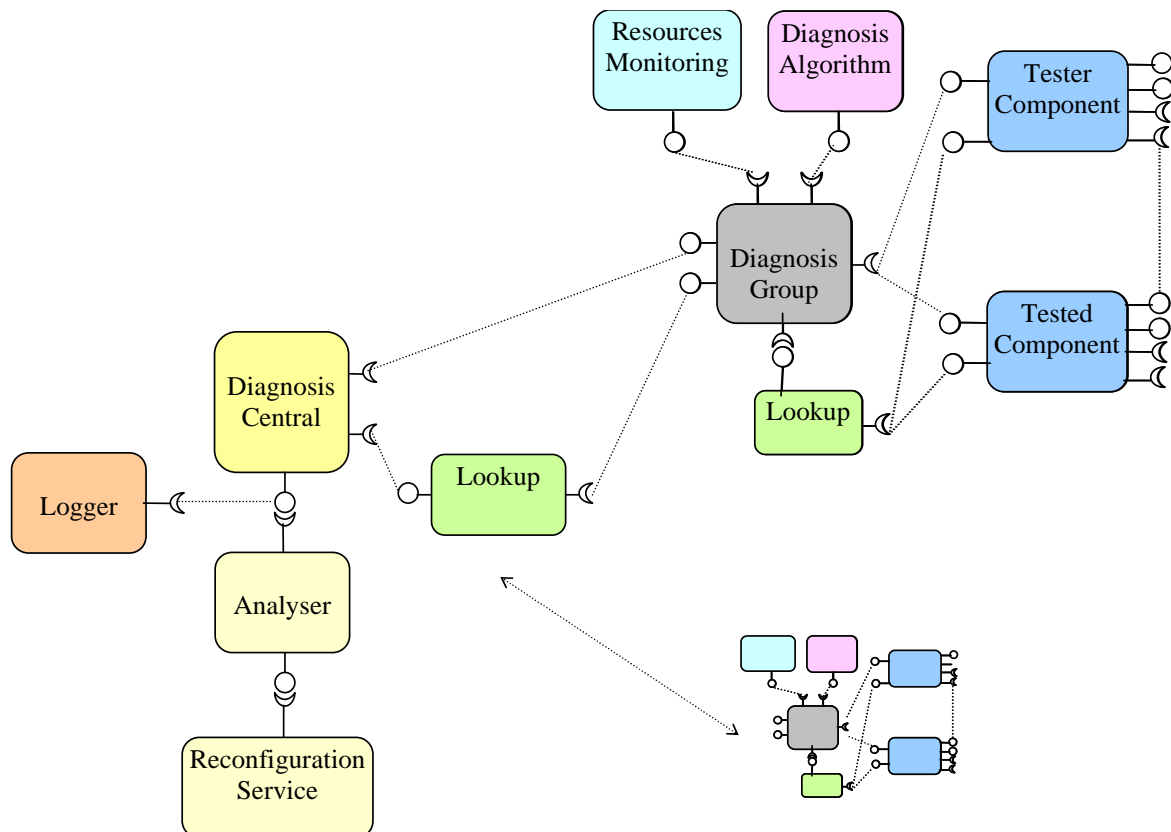 Resources
Monitoring
Diagnosis
Algorithm
Tester
Component
Diagnosis
Group
Tested
Component
Diagnosis
Central
Lookup
Lookup
Logger
Analyser
Reconfiguration
Service